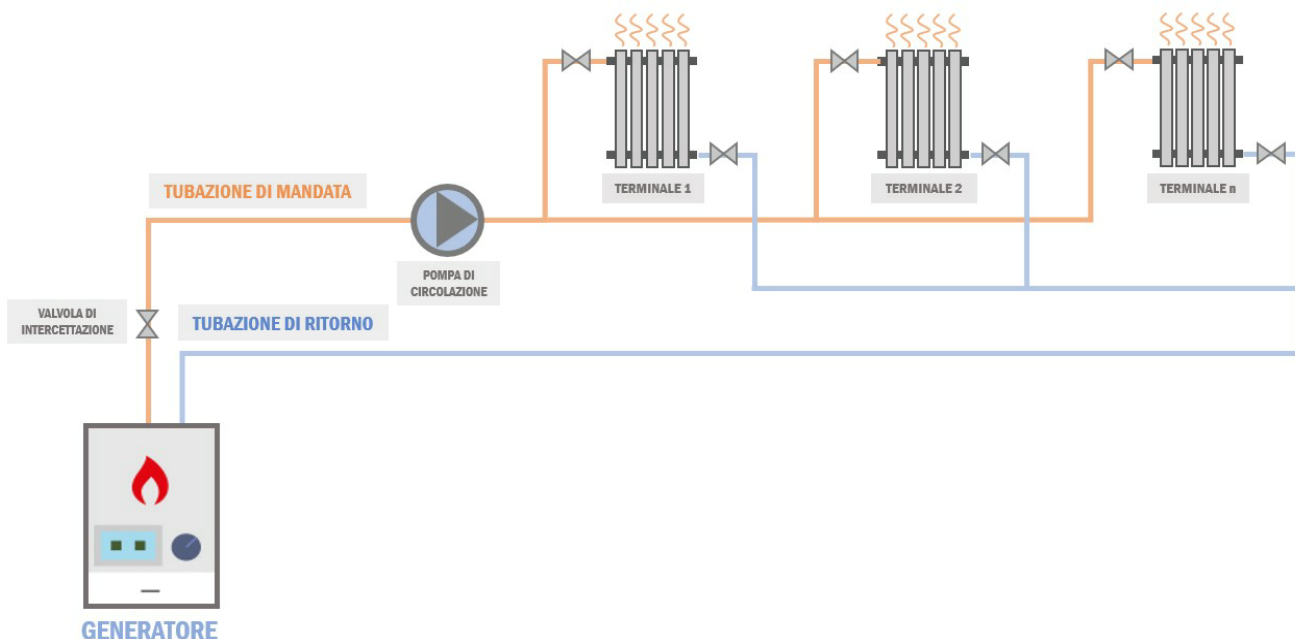 TERMINALE 1
TERMINALE 2
TERMINALE n
TUBAZIONE DI MANDATA
POMPA DI
CIRCOLAZIONE
VALVOLA DI
INTERCETTAZIONE
TUBAZIONE DI RITORNO
GENERATORE